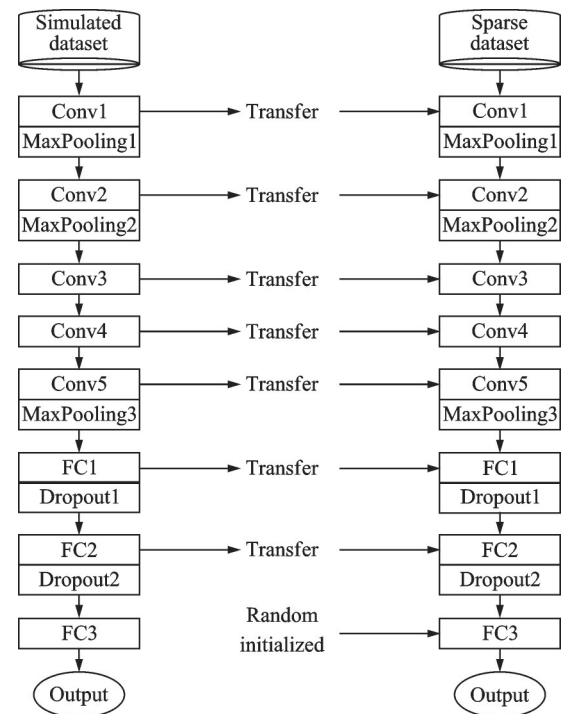 Simulated
dataset
Sparse
dataset
Conv1
Transfer
Conv1
MaxPooling1
MaxPooling1
Conv2
Transfer
Conv2
MaxPooling2
MaxPooling2
Conv3
Transfer
Conv3
Conv4
Transfer
Conv4
Conv5
Transfer
Conv5
MaxPooling3
MaxPooling3
FC1
Transfer
FC1
Dropout1
Dropout1
FC2
Transfer
FC2
Dropout2
Dropout2
FC3
Random
initialized
FC3
Output
Output